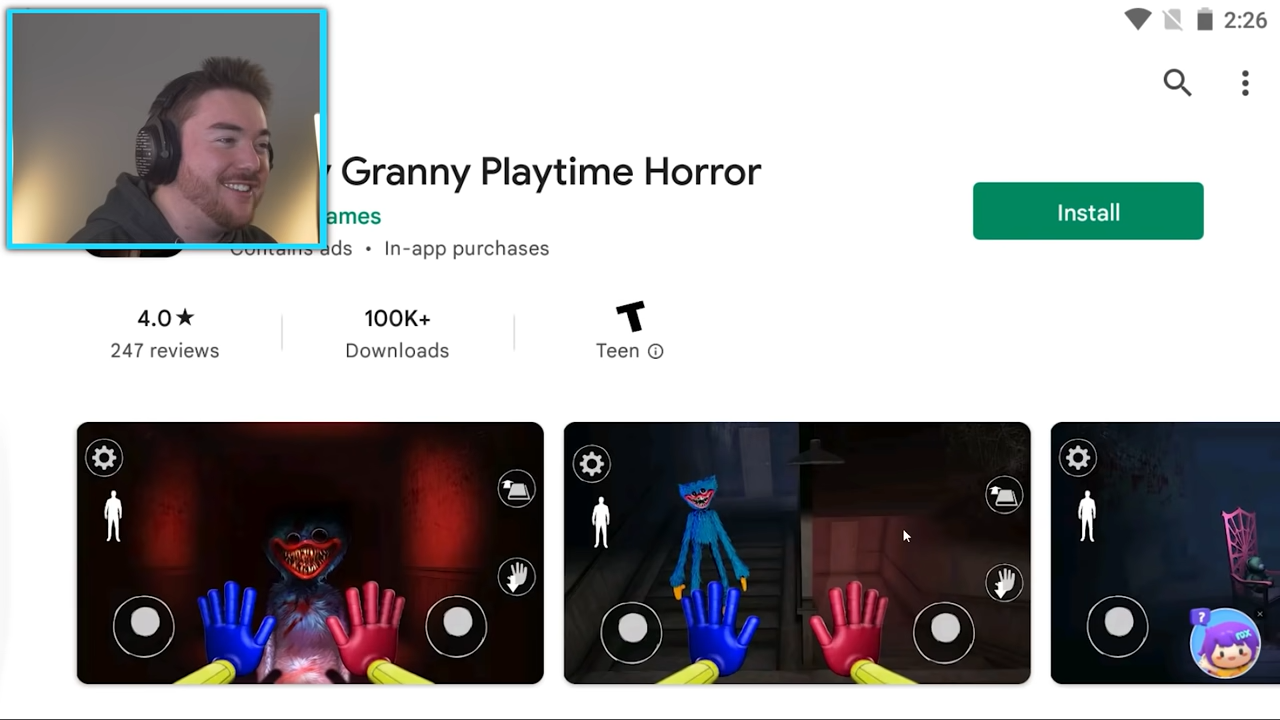 2:26
Granny Playtime Horror
Install
ames
Contains ads • In-app purchases
4.0★
247 reviews
100K+
Downloads
T
Teen
?
rox